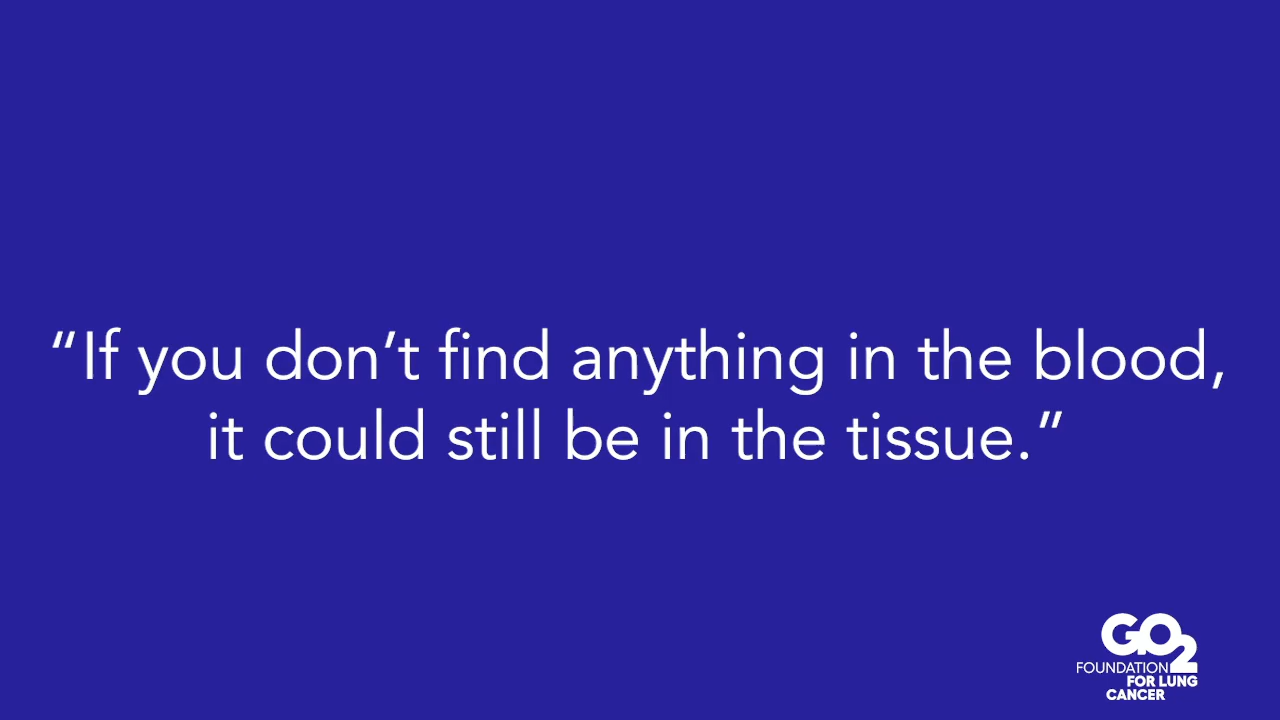 “If you don’t find anything in the blood,
it could still be in the tissue.”
GO2
FOUNDATION
FOR LUNG
CANCER